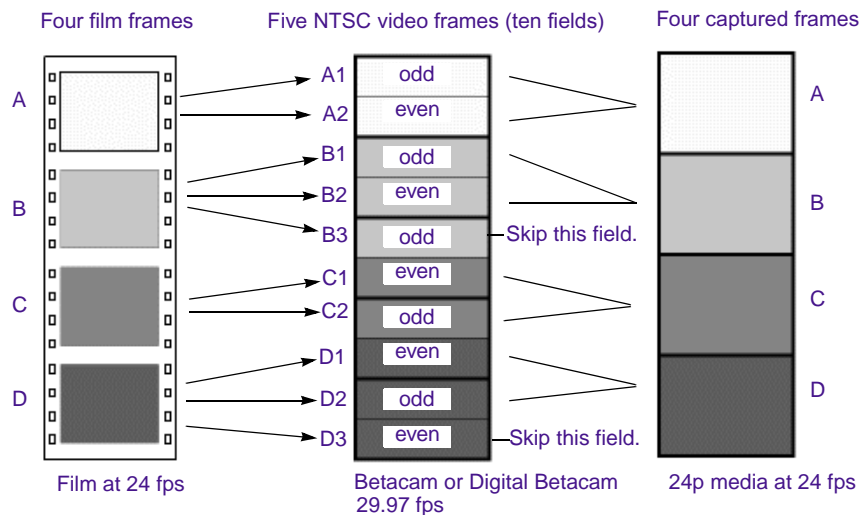 Four film frames
Five NTSC video frames (ten fields)
Four captured frames
A
A1
odd
A
A2
even
B1
odd
B
B2
even
B
B3
odd
Skip this field.
C1
even
C
C2
odd
C
D1
even
D
D2
odd
D
D3
even
Skip this field.
Film at 24 fps
Betacam or Digital Betacam
29.97 fps
24p media at 24 fps